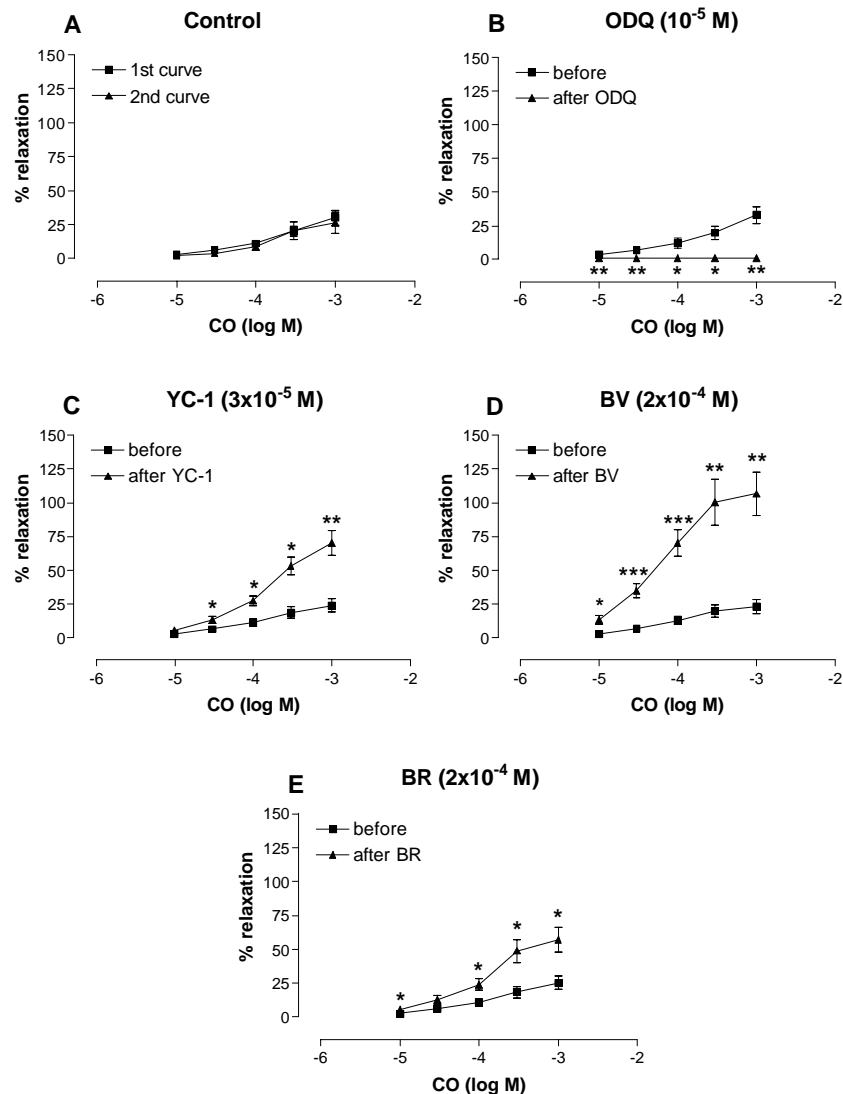 A
Control
150
125
100
75
50
25
0
% relaxation
1st curve
2nd curve
-6 -5 -4 -3 -2
CO (log M)
B
ODQ (10⁻⁵ M)
150
125
100
75
50
25
0
% relaxation
before
after ODQ
** ** * * **
-6 -5 -4 -3 -2
CO (log M)
C
YC-1 (3x10⁻⁵ M)
150
125
100
75
50
25
0
% relaxation
before
after YC-1
* * * **
-6 -5 -4 -3 -2
CO (log M)
D
BV (2x10⁻⁴ M)
150
125
100
75
50
25
0
% relaxation
before
after BV
* *** *** ** **
-6 -5 -4 -3 -2
CO (log M)
E
BR (2x10⁻⁴ M)
150
125
100
75
50
25
0
% relaxation
before
after BR
* * * *
-6 -5 -4 -3 -2
CO (log M)